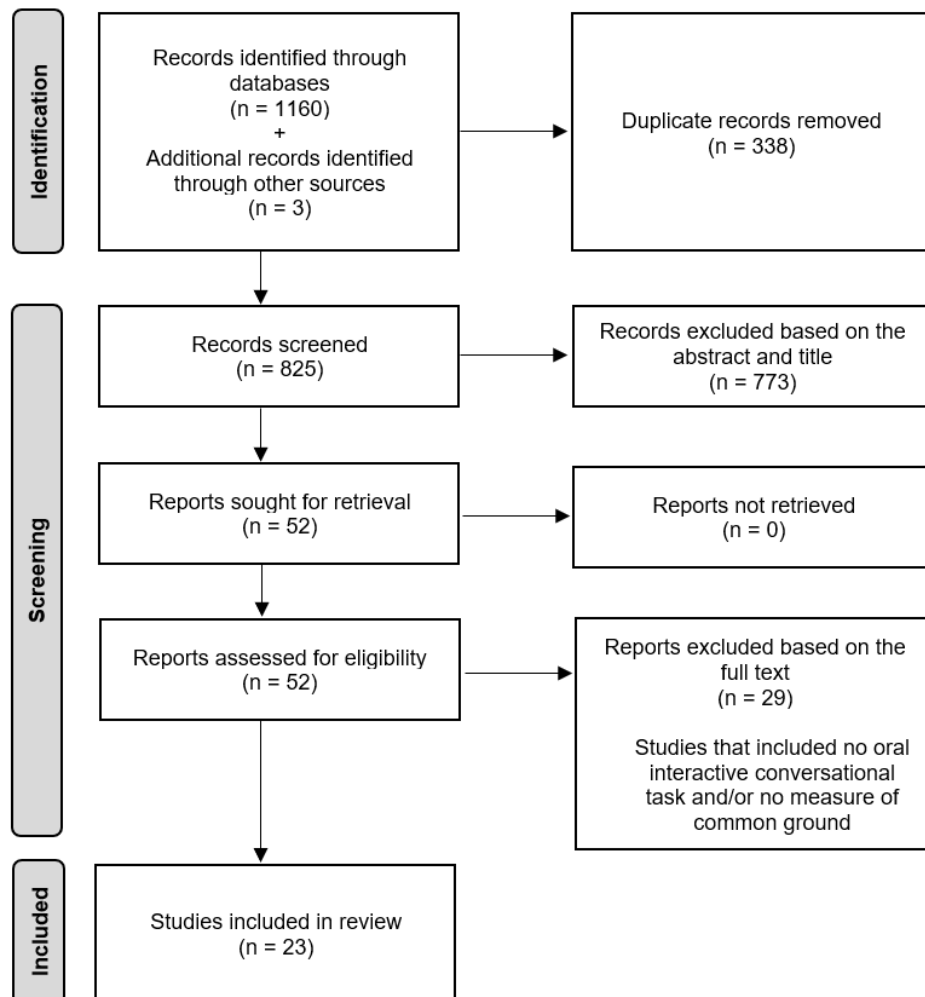 Identification
Records identified through
databases
(n = 1160)
+
Additional records identified
through other sources
(n = 3)
Duplicate records removed
(n = 338)
Screening
Records screened
(n = 825)
Records excluded based on the
abstract and title
(n = 773)
Reports sought for retrieval
(n = 52)
Reports not retrieved
(n = 0)
Reports assessed for eligibility
(n = 52)
Reports excluded based on the
full text
(n = 29)
Studies that included no oral
interactive conversational
task and/or no measure of
common ground
Included
Studies included in review
(n = 23)